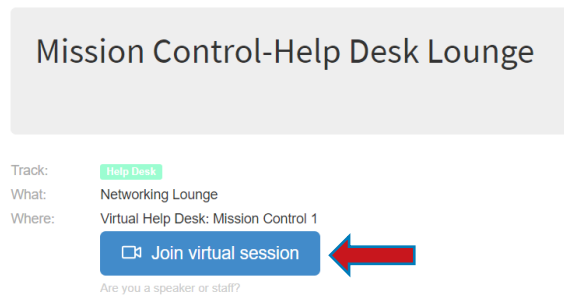 Mission Control-Help Desk Lounge
Track: Help Desk
What: Networking Lounge
Where: Virtual Help Desk: Mission Control 1
Join virtual session
Are you a speaker or staff?